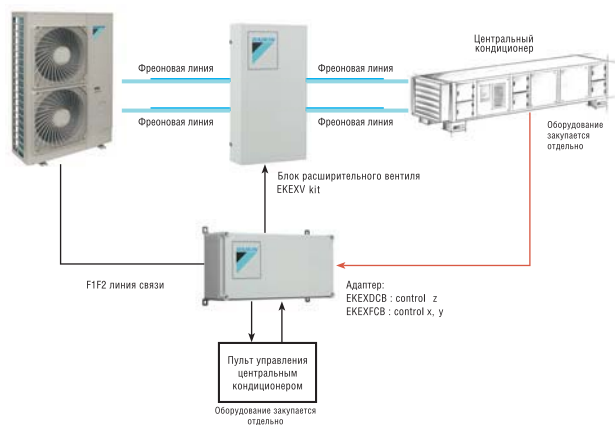 DAIKIN
Центральный
кондиционер
Фреоновая линия
Фреоновая линия
Фреоновая линия
Фреоновая линия
Оборудование
закупается
отдельно
Блок расширительного вентиля
EKEXV kit
F1F2 линия связи
Адаптер:
EKEXDCB : control z
EKEXFCB : control x, y
Пульт управления
центральным
кондиционером
Оборудование закупается
отдельно